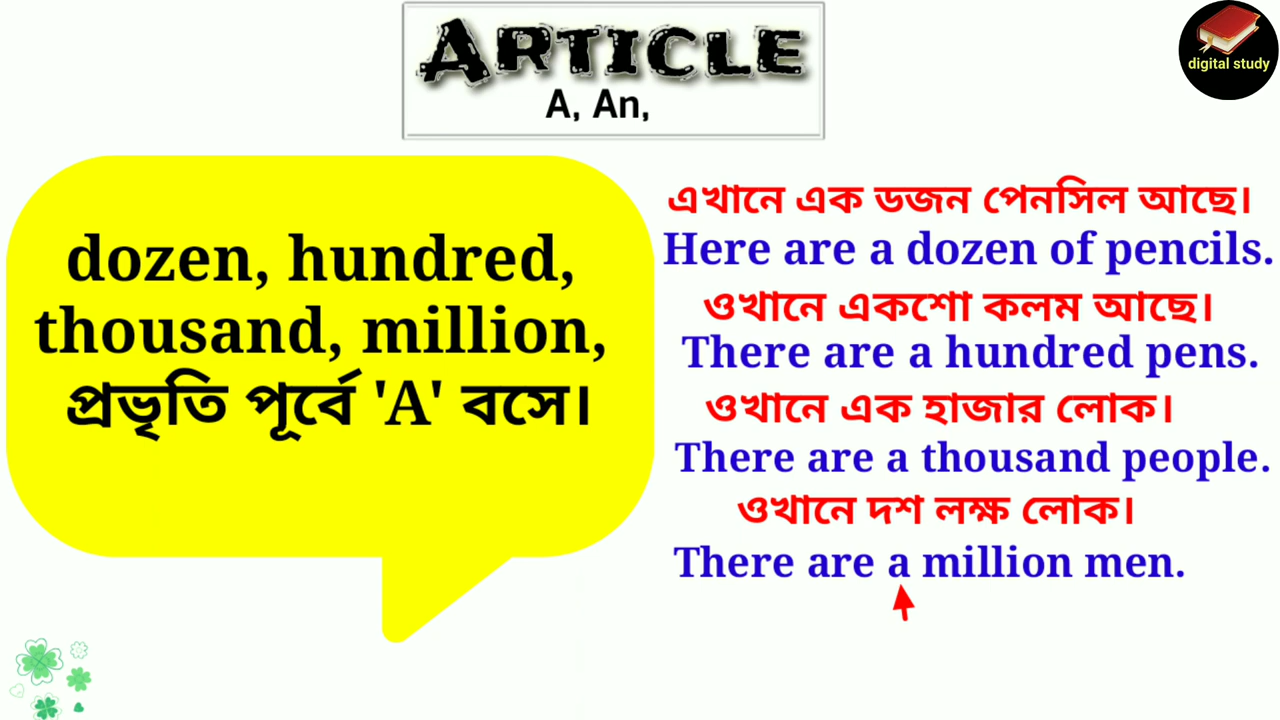 ARTICLE
A, An,
digital study
dozen, hundred,
thousand, million,
প্রভৃতি পূর্বে 'A' বসে।
এখানে এক ডজন পেনসিল আছে।
Here are a dozen of pencils.
ওখানে একশো কলম আছে।
There are a hundred pens.
ওখানে এক হাজার লোক।
There are a thousand people.
ওখানে দশ লক্ষ লোক।
There are a million men.